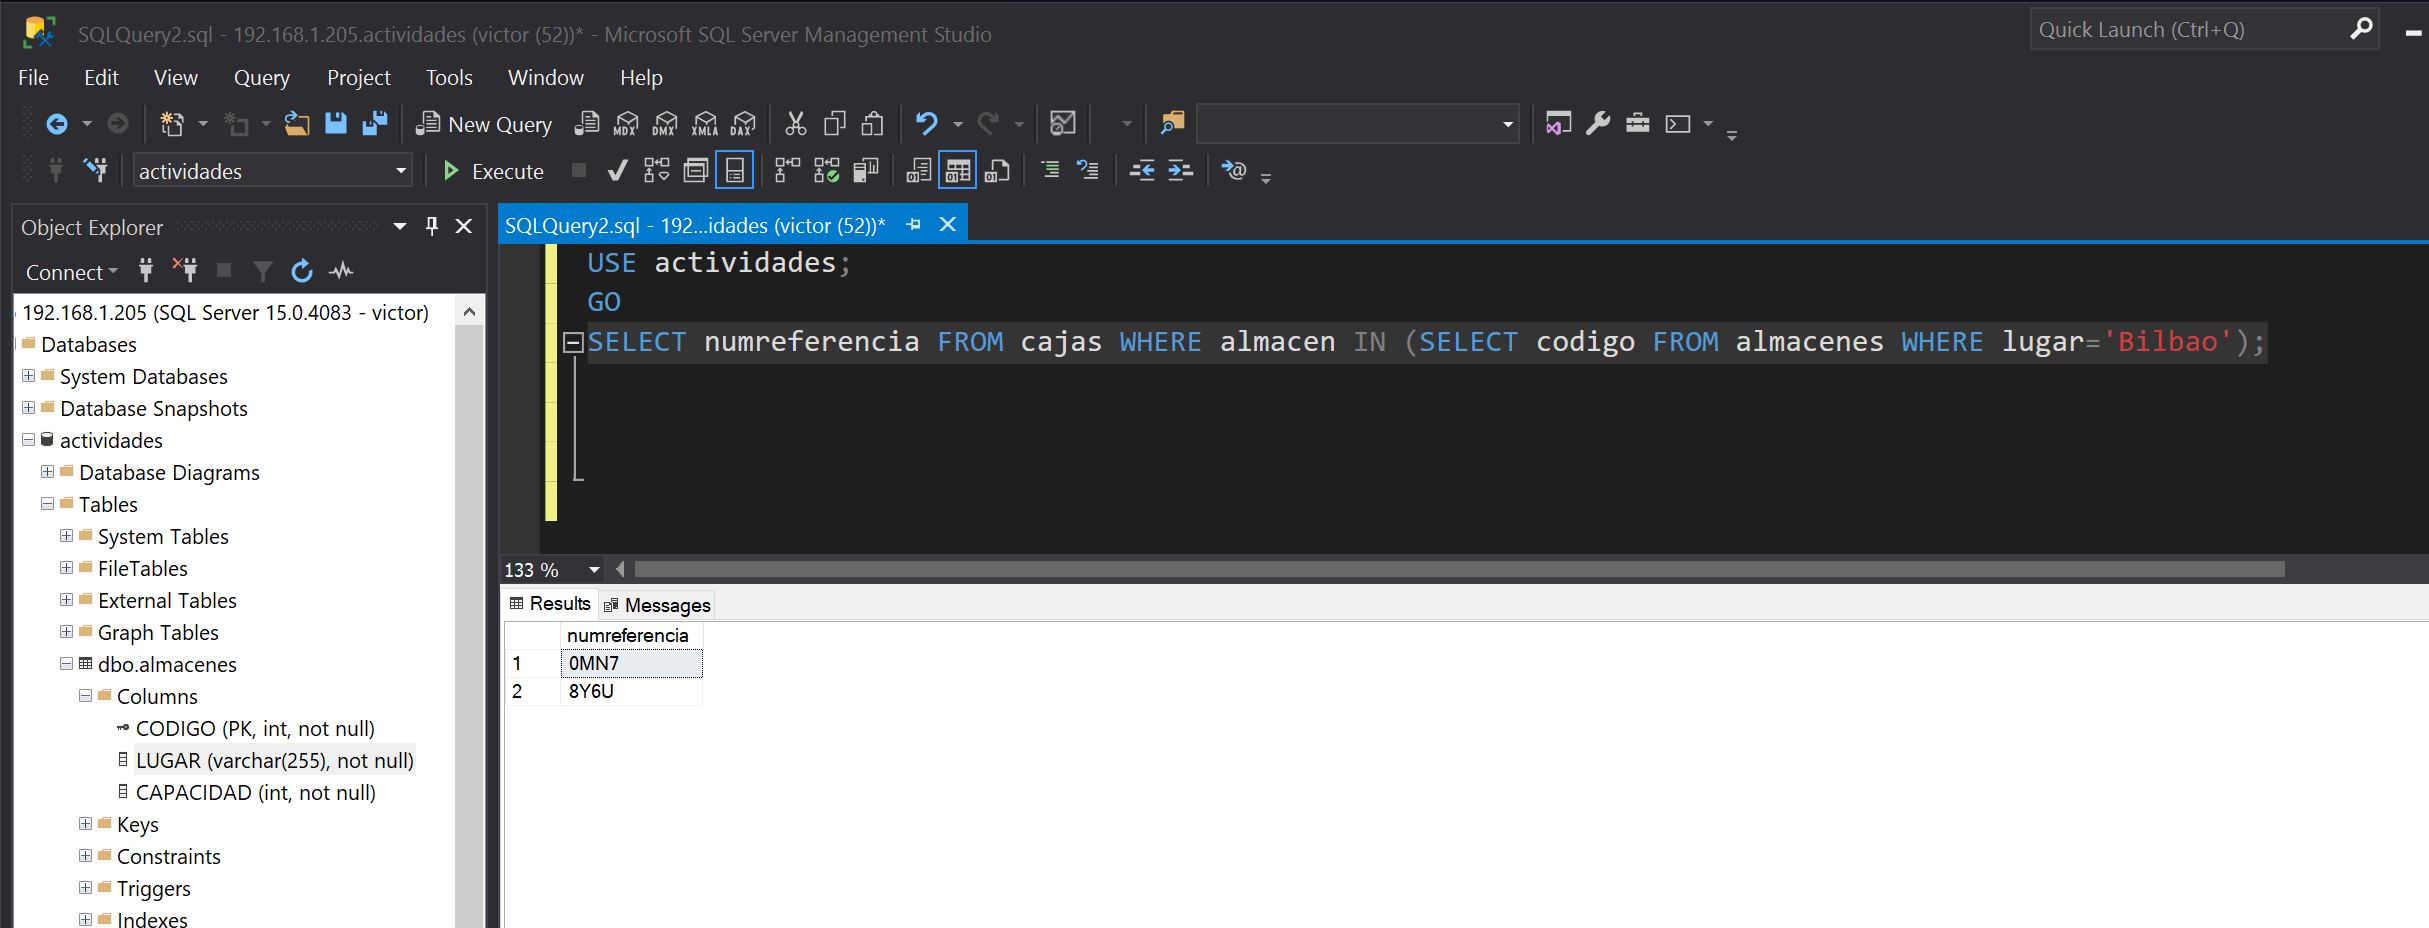 SQLQuery2.sql - 192.168.1.205.actividades (victor (52))* - Microsoft SQL Server Management Studio
Quick Launch (Ctrl+Q)
File Edit View Query Project Tools Window Help
New Query MDX DMX XMLA DAX
actividades Execute
Object Explorer
Connect
192.168.1.205 (SQL Server 15.0.4083 - victor)
Databases
System Databases
Database Snapshots
actividades
Database Diagrams
Tables
System Tables
FileTables
External Tables
Graph Tables
dbo.almacenes
Columns
CODIGO (PK, int, not null)
LUGAR (varchar(255), not null)
CAPACIDAD (int, not null)
Keys
Constraints
Triggers
Indexes
SQLQuery2.sql - 192...idades (victor (52))*
USE actividades;
GO
SELECT numreferencia FROM cajas WHERE almacen IN (SELECT codigo FROM almacenes WHERE lugar='Bilbao');
133 %
Results Messages
numreferencia
1 0MN7
2 8Y6U